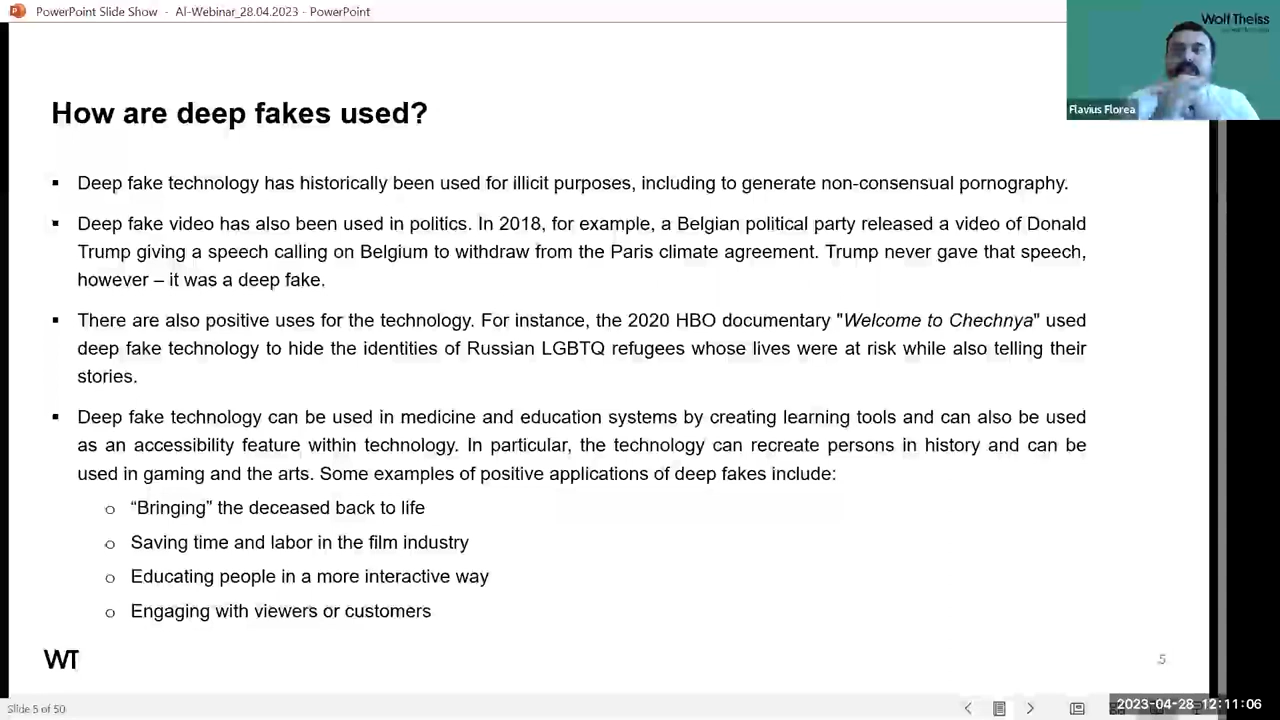 PowerPoint Slide Show - AI-Webinar_28.04.2023 - PowerPoint
Wolf Theiss
Flavius Florea
How are deep fakes used?
▪ Deep fake technology has historically been used for illicit purposes, including to generate non-consensual pornography.
▪ Deep fake video has also been used in politics. In 2018, for example, a Belgian political party released a video of Donald
Trump giving a speech calling on Belgium to withdraw from the Paris climate agreement. Trump never gave that speech,
however – it was a deep fake.
▪ There are also positive uses for the technology. For instance, the 2020 HBO documentary "Welcome to Chechnya" used
deep fake technology to hide the identities of Russian LGBTQ refugees whose lives were at risk while also telling their
stories.
▪ Deep fake technology can be used in medicine and education systems by creating learning tools and can also be used
as an accessibility feature within technology. In particular, the technology can recreate persons in history and can be
used in gaming and the arts. Some examples of positive applications of deep fakes include:
o “Bringing” the deceased back to life
o Saving time and labor in the film industry
o Educating people in a more interactive way
o Engaging with viewers or customers
WT
5
Slide 5 of 50
2023-04-28 12:11:06